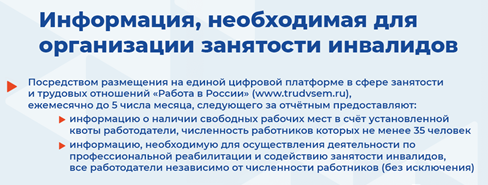 Информация, необходимая для
организации занятости инвалидов
Посредством размещения на единой цифровой платформе в сфере занятости
и трудовых отношений «Работа в России» (www.trudvsem.ru),
ежемесячно до 5 числа месяца, следующего за отчётным предоставляют:
информацию о наличии свободных рабочих мест в счёт установленной
квоты работодатели, численность работников которых не менее 35 человек
информацию, необходимую для осуществления деятельности по
профессиональной реабилитации и содействию занятости инвалидов,
все работодатели независимо от численности работников (без исключения)